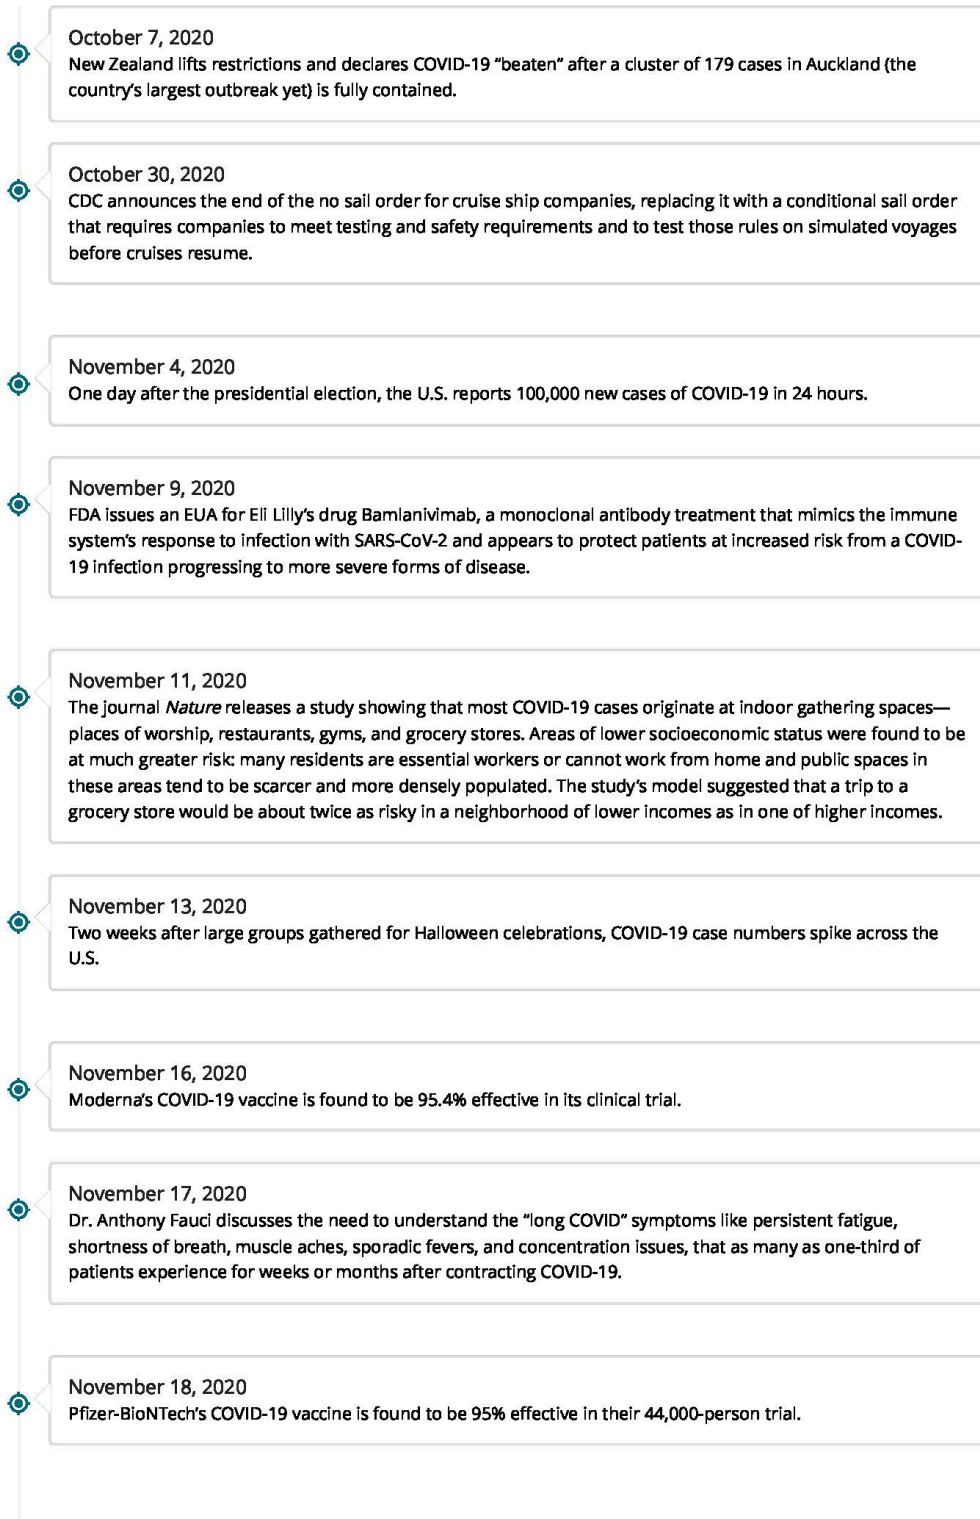 October 7, 2020
New Zealand lifts restrictions and declares COVID-19 “beaten” after a cluster of 179 cases in Auckland (the
country’s largest outbreak yet) is fully contained.
October 30, 2020
CDC announces the end of the no sail order for cruise ship companies, replacing it with a conditional sail order
that requires companies to meet testing and safety requirements and to test those rules on simulated voyages
before cruises resume.
November 4, 2020
One day after the presidential election, the U.S. reports 100,000 new cases of COVID-19 in 24 hours.
November 9, 2020
FDA issues an EUA for Eli Lilly’s drug Bamlanivimab, a monoclonal antibody treatment that mimics the immune
system’s response to infection with SARS-CoV-2 and appears to protect patients at increased risk from a COVID-
19 infection progressing to more severe forms of disease.
November 11, 2020
The journal Nature releases a study showing that most COVID-19 cases originate at indoor gathering spaces—
places of worship, restaurants, gyms, and grocery stores. Areas of lower socioeconomic status were found to be
at much greater risk: many residents are essential workers or cannot work from home and public spaces in
these areas tend to be scarcer and more densely populated. The study’s model suggested that a trip to a
grocery store would be about twice as risky in a neighborhood of lower incomes as in one of higher incomes.
November 13, 2020
Two weeks after large groups gathered for Halloween celebrations, COVID-19 case numbers spike across the
U.S.
November 16, 2020
Moderna’s COVID-19 vaccine is found to be 95.4% effective in its clinical trial.
November 17, 2020
Dr. Anthony Fauci discusses the need to understand the “long COVID” symptoms like persistent fatigue,
shortness of breath, muscle aches, sporadic fevers, and concentration issues, that as many as one-third of
patients experience for weeks or months after contracting COVID-19.
November 18, 2020
Pfizer-BioNTech’s COVID-19 vaccine is found to be 95% effective in their 44,000-person trial.